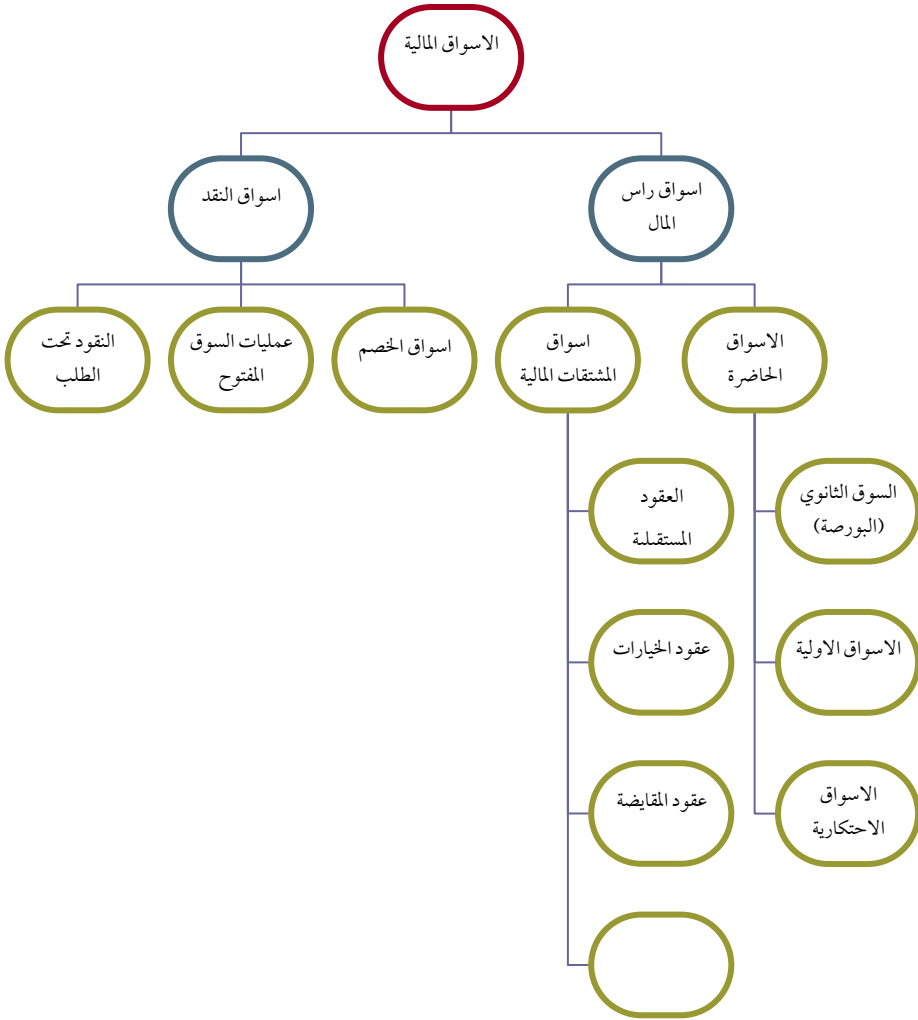 الاسواق المالية
اسواق راس
المال
اسواق النقد
الاسواق
الحاضرة
اسواق
المشتقات المالية
اسواق الخصم
عمليات السوق
المفتوح
النقود تحت
الطلب
السوق الثانوي
(البورصة)
العقود
المستقبلية
الاسواق الاولية
عقود الخيارات
الاسواق
الاحتكارية
عقود المقايضة